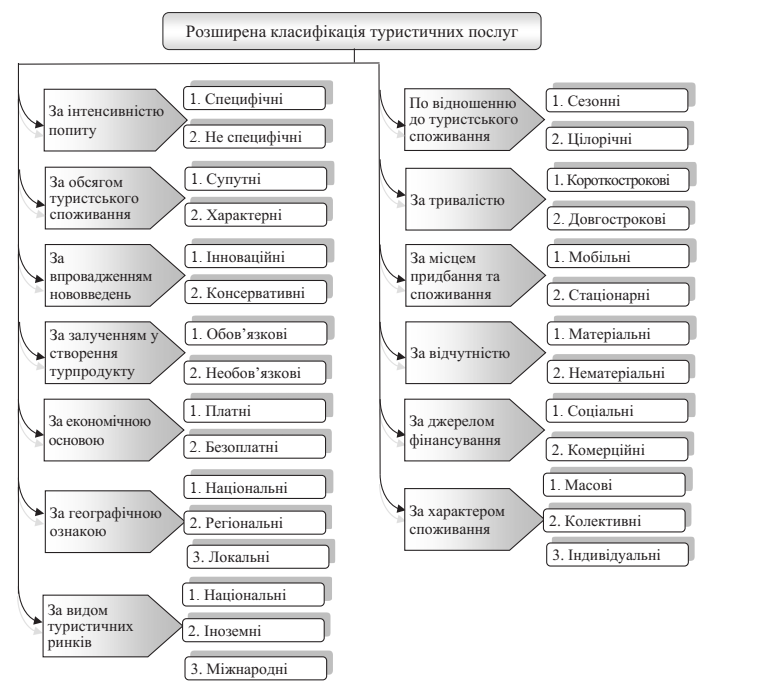 Розширена класифікація туристичних послуг
За інтенсивністю
попиту
1. Специфічні
2. Не специфічні
За обсягом
туристського
споживання
1. Супутні
2. Характерні
За
впровадженням
нововведень
1. Інноваційні
2. Консервативні
За залученням у
створення
турпродукту
1. Обов’язкові
2. Необов’язкові
За економічною
основою
1. Платні
2. Безоплатні
За географічною
ознакою
1. Національні
2. Регіональні
3. Локальні
За видом
туристичних
ринків
1. Національні
2. Іноземні
3. Міжнародні
По відношенню
до туристського
споживання
1. Сезонні
2. Цілорічні
За тривалістю
1. Короткострокові
2. Довгострокові
За місцем
придбання та
споживання
1. Мобільні
2. Стаціонарні
За відчутністю
1. Матеріальні
2. Нематеріальні
За джерелом
фінансування
1. Соціальні
2. Комерційні
За характером
споживання
1. Масові
2. Колективні
3. Індивідуальні